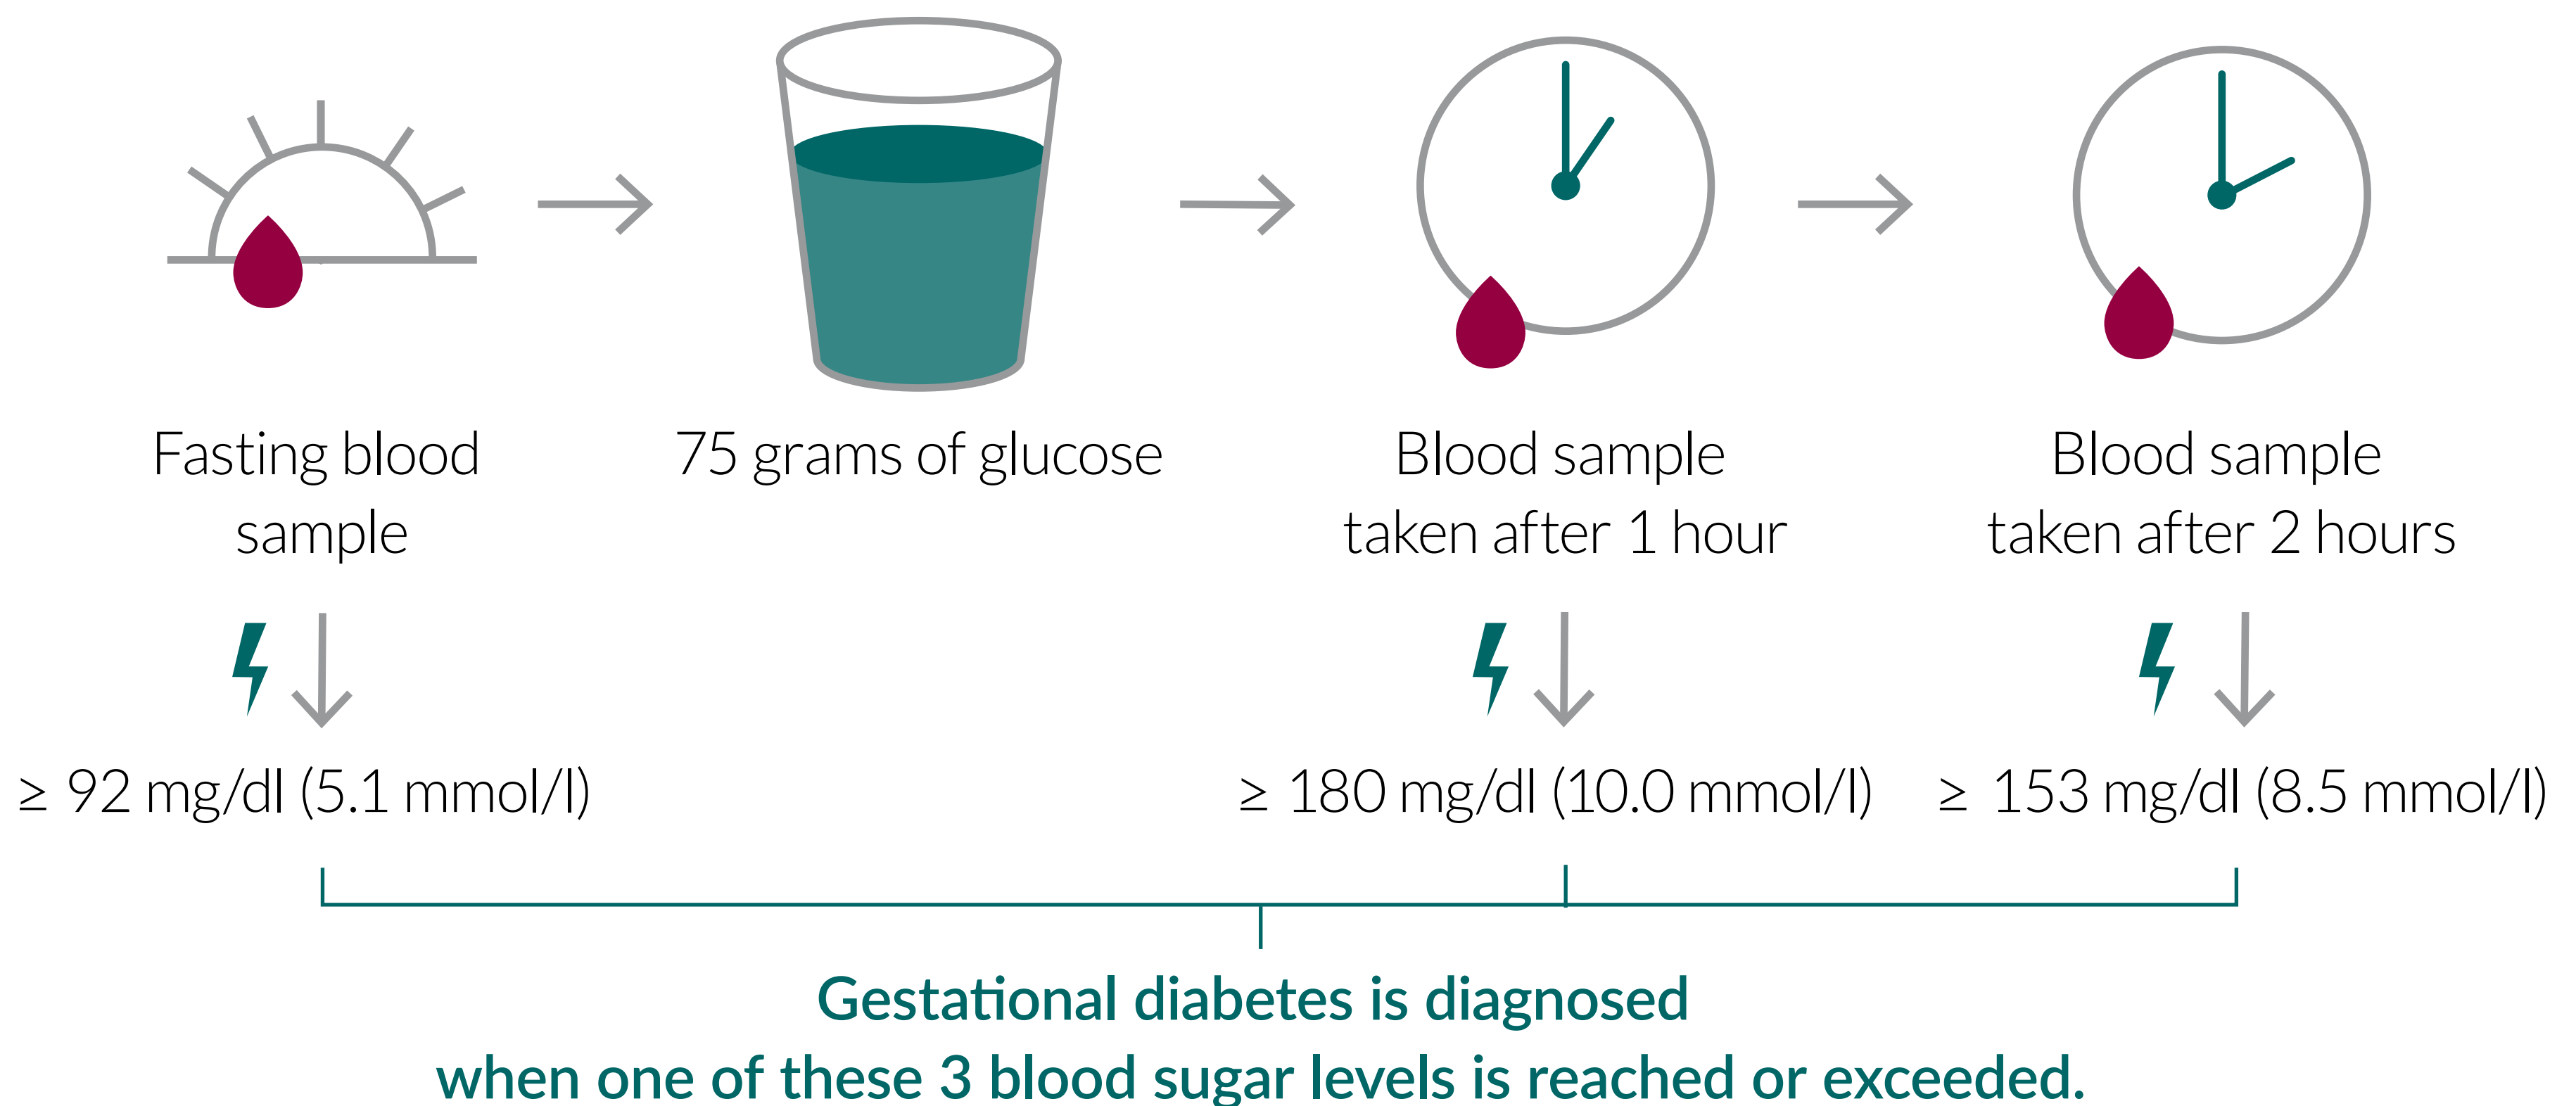 Fasting blood
sample
75 grams of glucose
Blood sample
taken after 1 hour
Blood sample
taken after 2 hours
≥ 92 mg/dl (5.1 mmol/l)
≥ 180 mg/dl (10.0 mmol/l)
≥ 153 mg/dl (8.5 mmol/l)
Gestational diabetes is diagnosed
when one of these 3 blood sugar levels is reached or exceeded.